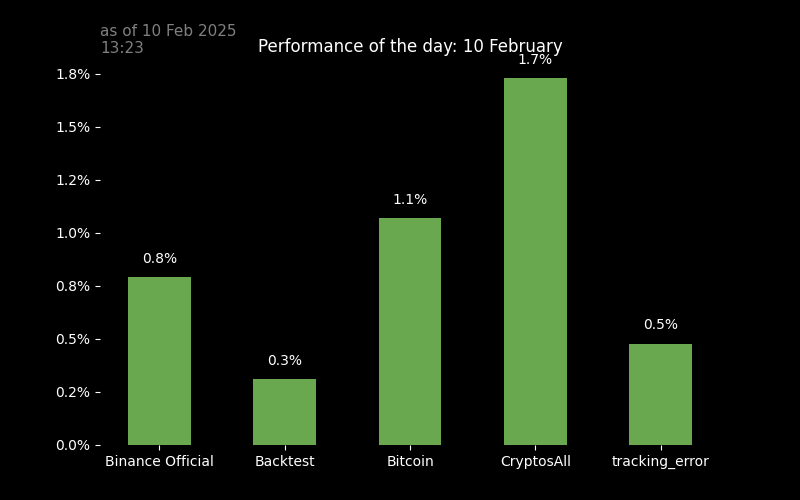 as of 10 Feb 2025
13:23
Performance of the day: 10 February
1.8%
1.5%
1.2%
1.0%
0.8%
0.5%
0.2%
0.0%
0.8%
0.3%
1.1%
1.7%
0.5%
Binance Official
Backtest
Bitcoin
CryptosAll
tracking_error